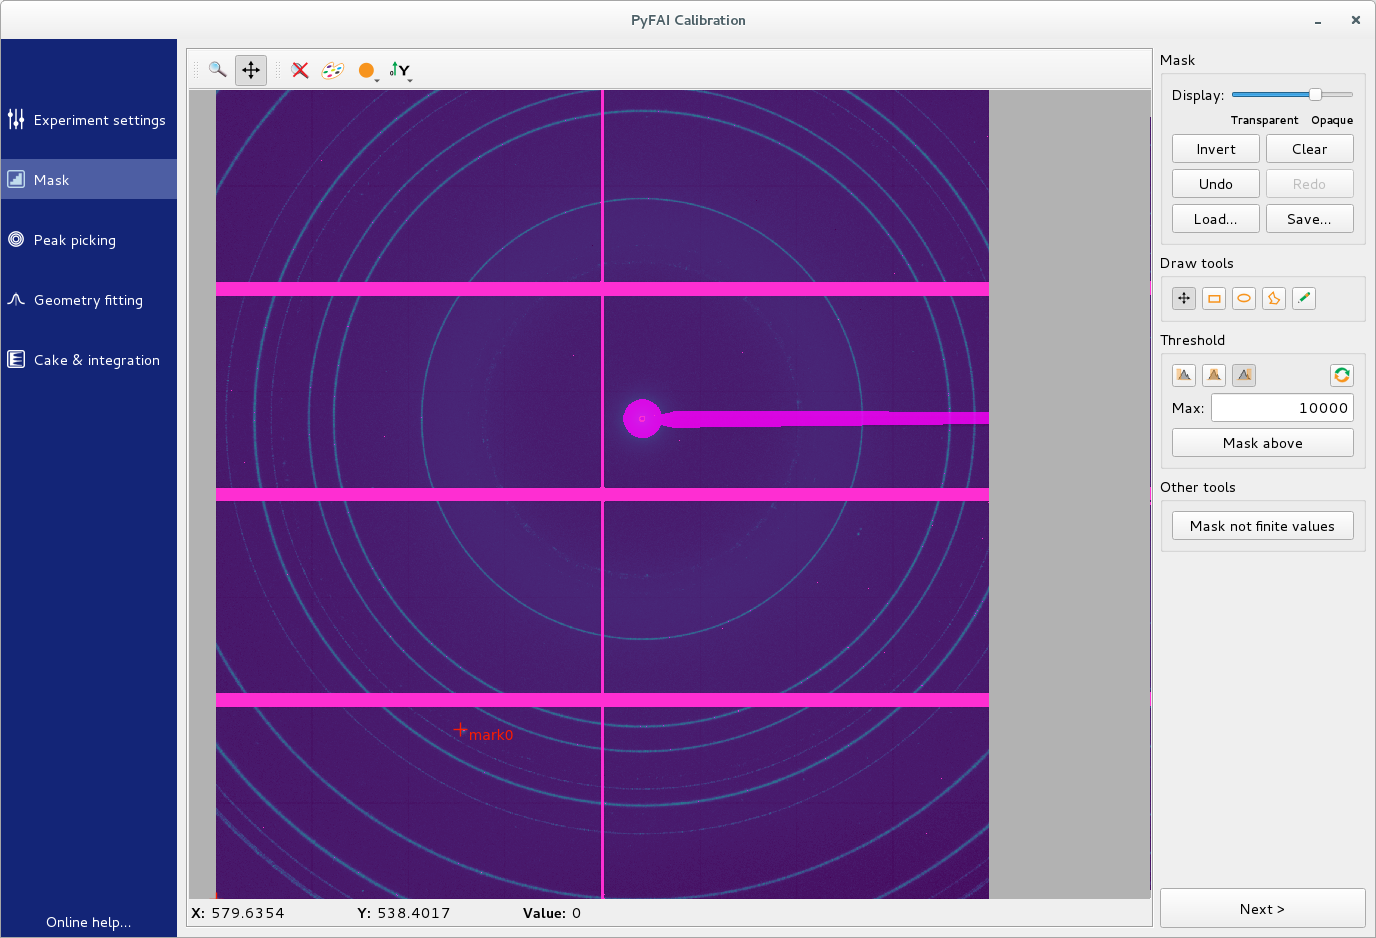 PyFAI Calibration
Experiment settings
Mask
Peak picking
Geometry fitting
Cake & integration
Online help...
Y
mark0
X: 579.6354 Y: 538.4017 Value: 0
Mask
Display:
Transparent Opaque
Invert Clear
Undo Redo
Load... Save...
Draw tools
Threshold
Max: 10000
Mask above
Other tools
Mask not finite values
Next >